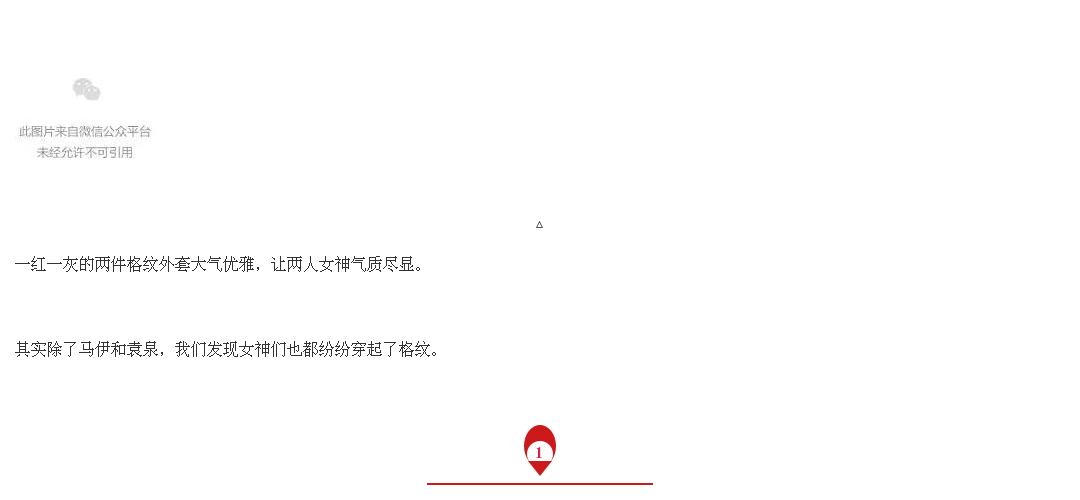 此图片来自微信公众平台
未经允许不可引用
△
一红一灰的两件格纹外套大气优雅，让两人女神气质尽显。
其实除了马伊和袁泉，我们发现女神们也都纷纷穿起了格纹。
1